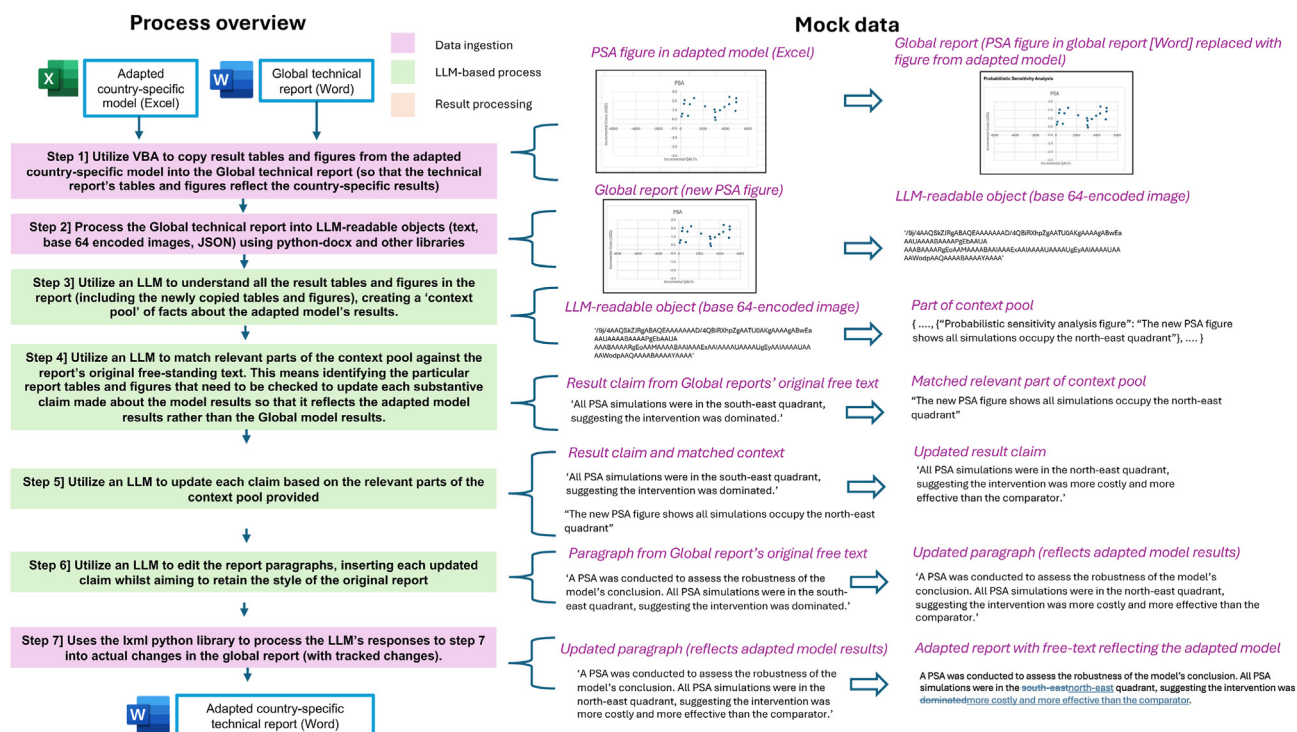 Process overview
Mock data
Data ingestion
LLM-based process
Result processing
Adapted
country-specific
model (Excel)
Global technical
report (Word)
Step 1] Utilize VBA to copy result tables and figures from the adapted
country-specific model into the Global technical report (so that the technical
report's tables and figures reflect the country-specific results)
Step 2] Process the Global technical report into LLM-readable objects (text,
base 64 encoded images, JSON) using python-docx and other libraries
Step 3] Utilize an LLM to understand all the result tables and figures in the
report (including the newly copied tables and figures), creating a 'context
pool' of facts about the adapted model's results.
Step 4] Utilize an LLM to match relevant parts of the context pool against the
report's original free-standing text. This means identifying the particular
report tables and figures that need to be checked to update each substantive
claim made about the model results so that it reflects the adapted model
results rather than the Global model results.
Step 5] Utilize an LLM to update each claim based on the relevant parts of the
context pool provided
Step 6] Utilize an LLM to edit the report paragraphs, inserting each updated
claim whilst aiming to retain the style of the original report
Step 7] Uses the lxml python library to process the LLM's responses to step 7
into actual changes in the global report (with tracked changes).
Adapted country-specific
technical report (Word)
PSA figure in adapted model (Excel)
PSA
Incremental QALYs
Global report (PSA figure in global report [Word] replaced with
figure from adapted model)
Probabilistic Sensitivity Analysis
PSA
Incremental QALYs
Global report (new PSA figure)
PSA
Incremental QALYs
LLM-readable object (base 64-encoded image)
LLM-readable object (base 64-encoded image)
Part of context pool
{ ...., {"Probabilistic sensitivity analysis figure": "The new PSA figure
shows all simulations occupy the north-east quadrant"}, .... }
Result claim from Global reports' original free text
'All PSA simulations were in the south-east quadrant,
suggesting the intervention was dominated.'
Matched relevant part of context pool
"The new PSA figure shows all simulations occupy the north-east
quadrant"
Result claim and matched context
'All PSA simulations were in the south-east quadrant,
suggesting the intervention was dominated.'
"The new PSA figure shows all simulations occupy the north-east
quadrant"
Updated result claim
'All PSA simulations were in the north-east quadrant,
suggesting the intervention was more costly and more
effective than the comparator.'
Paragraph from Global report's original free text
'A PSA was conducted to assess the robustness of the
model's conclusion. All PSA simulations were in the south-
east quadrant, suggesting the intervention was dominated.'
Updated paragraph (reflects adapted model results)
'A PSA was conducted to assess the robustness of the model's
conclusion. All PSA simulations were in the north-east quadrant,
suggesting the intervention was more costly and more effective than the
comparator.'
Updated paragraph (reflects adapted model results)
'A PSA was conducted to assess the robustness of the
model's conclusion. All PSA simulations were in the
north-east quadrant, suggesting the intervention was
more costly and more effective than the comparator.'
Adapted report with free-text reflecting the adapted model
A PSA was conducted to assess the robustness of the model's conclusion. All PSA
simulations were in the south-eastnorth-east quadrant, suggesting the intervention was
dominatedmore costly and more effective than the comparator.